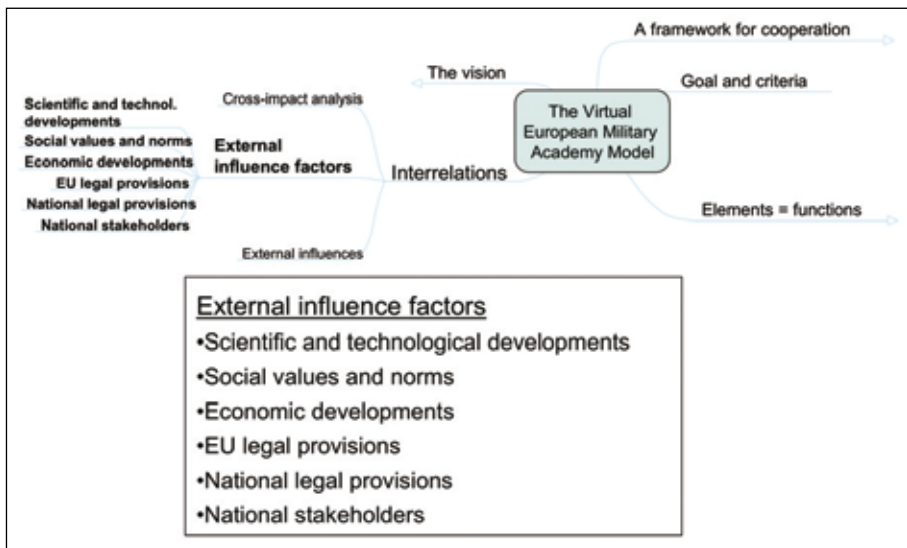 A framework for cooperation
The vision
Goal and criteria
Cross-impact analysis
The Virtual
European Military
Academy Model
Scientific and technol.
developments
Social values and norms
Economic developments
EU legal provisions
National legal provisions
National stakeholders
External
influence factors
Interrelations
Elements = functions
External influences
External influence factors
•Scientific and technological developments
•Social values and norms
•Economic developments
•EU legal provisions
•National legal provisions
•National stakeholders